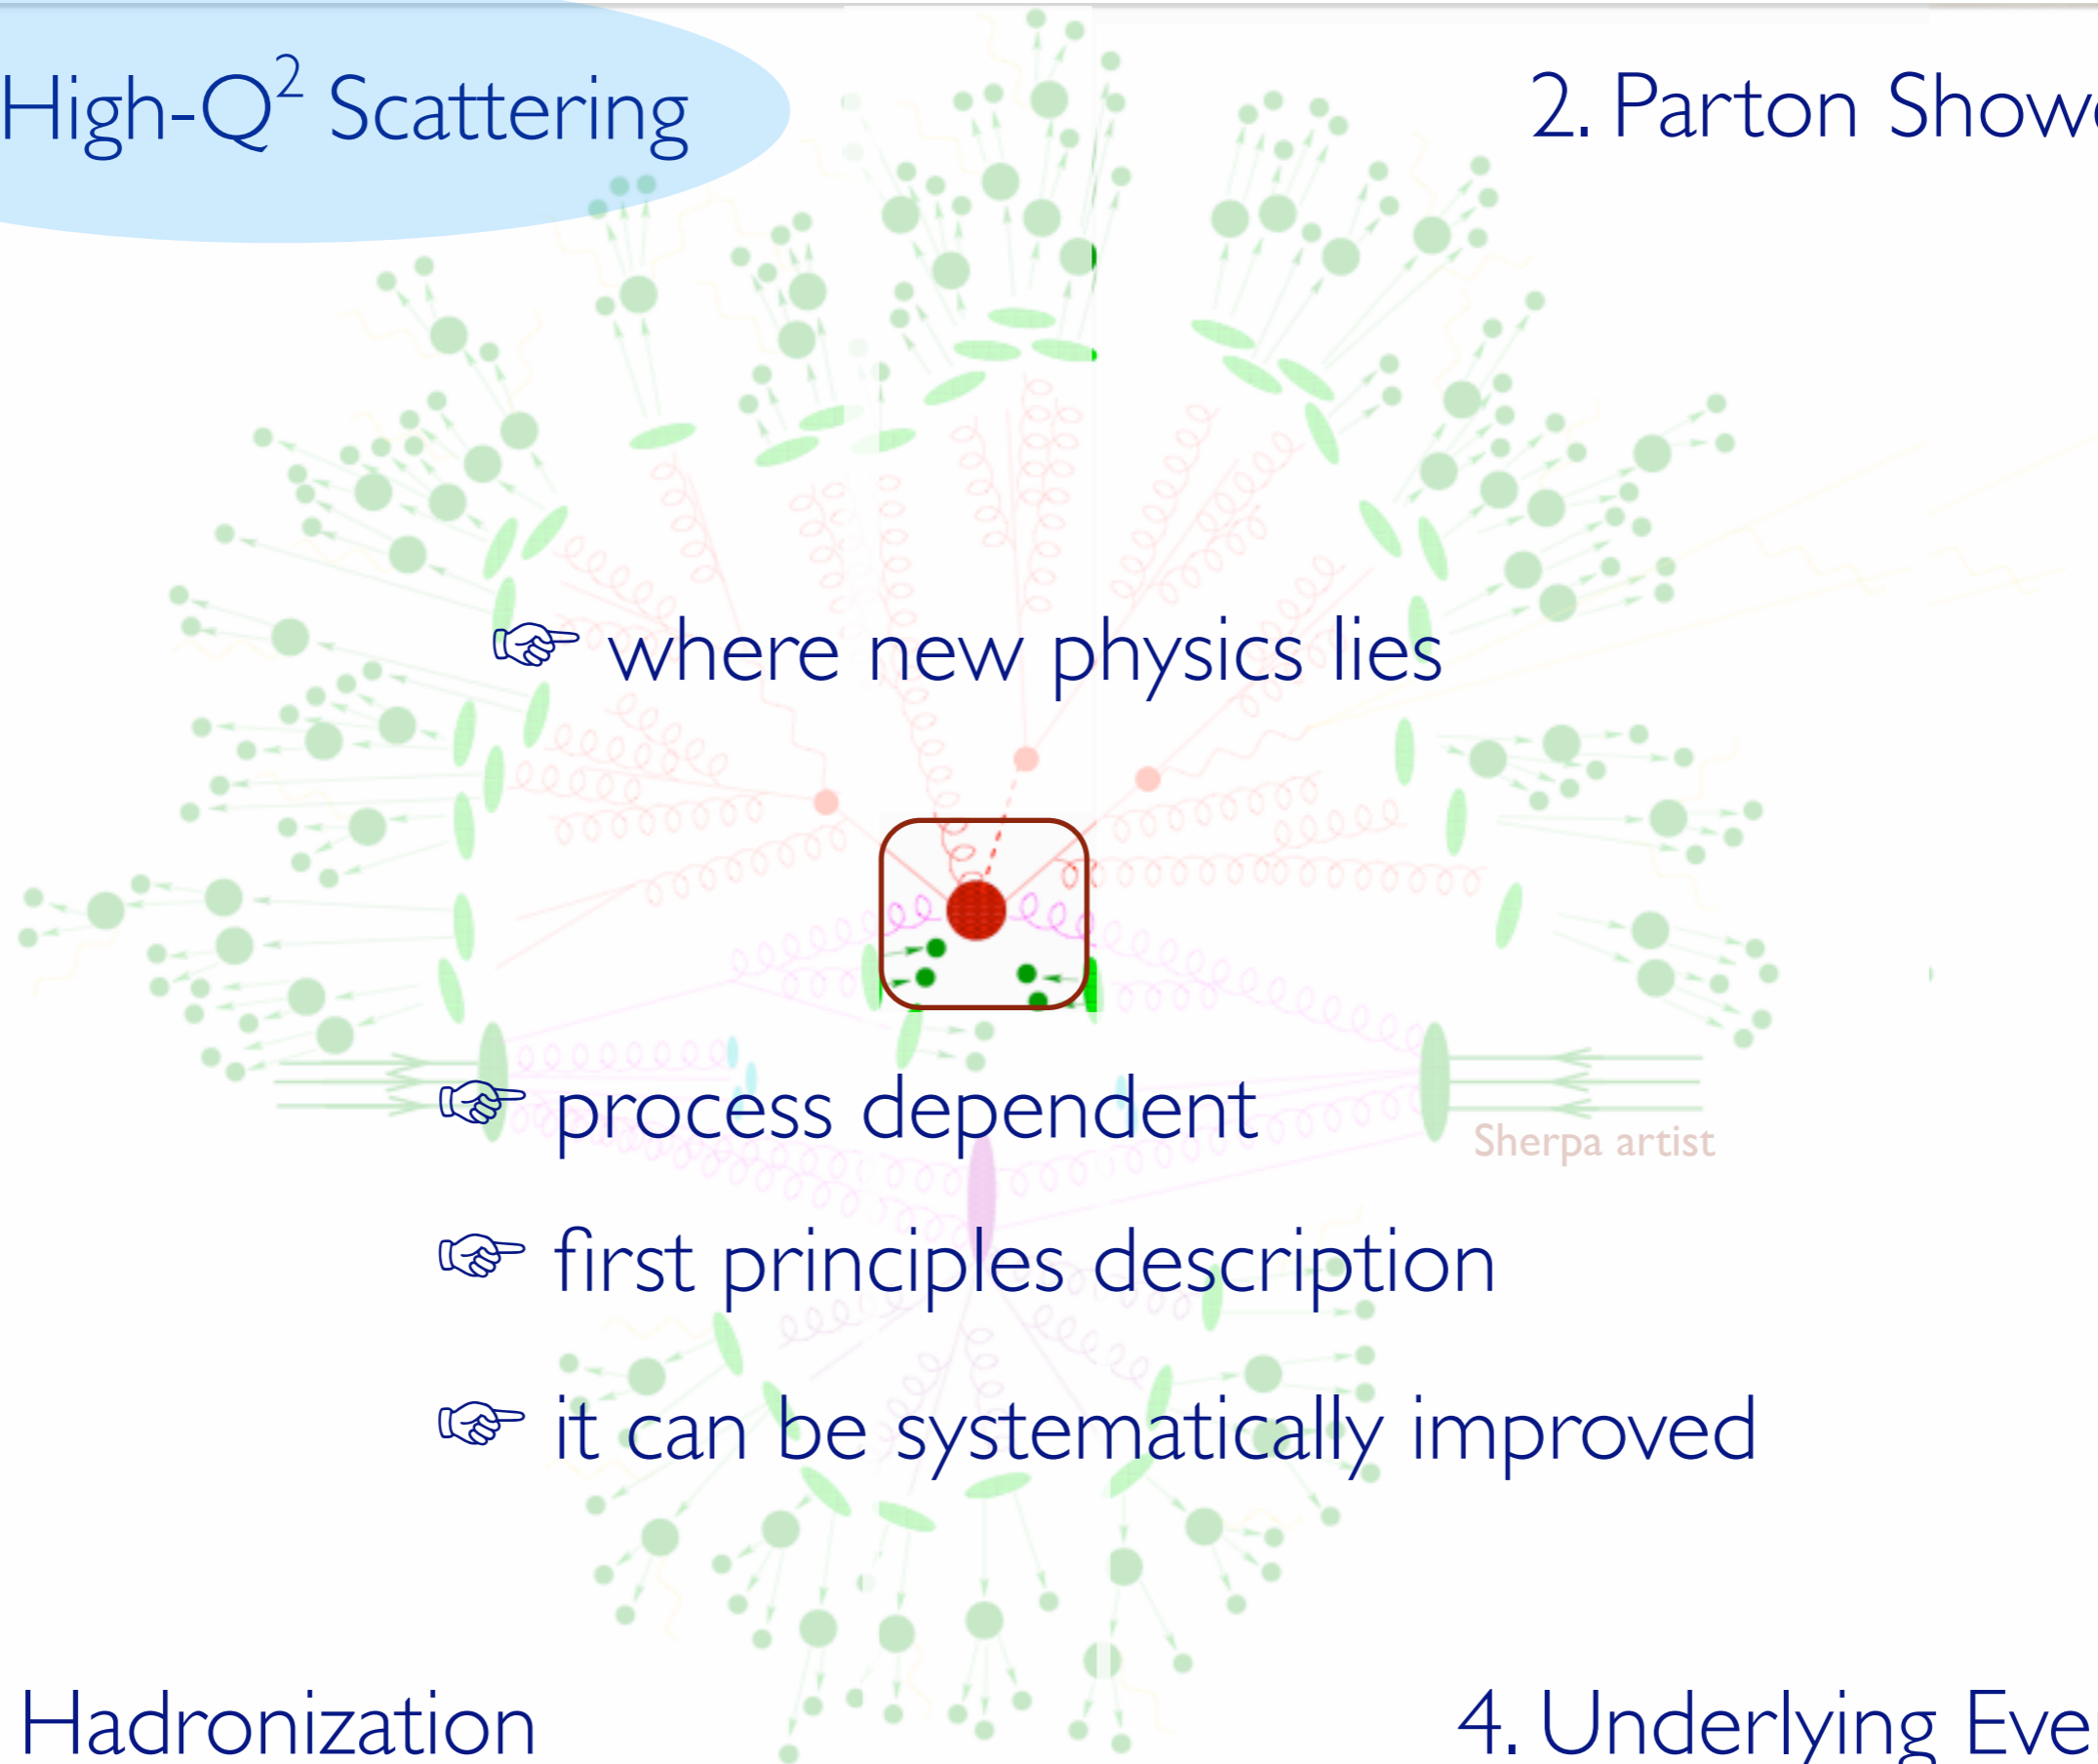 High-Q² Scattering
2. Parton Show
☞ where new physics lies
☞ process dependent
Sherpa artist
☞ first principles description
☞ it can be systematically improved
Hadronization
4. Underlying Eve